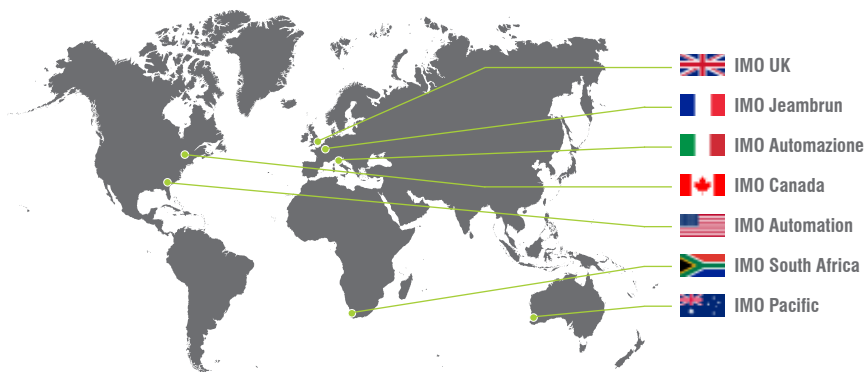 IMO UK
IMO Jeambrun
IMO Automazione
IMO Canada
IMO Automation
IMO South Africa
IMO Pacific